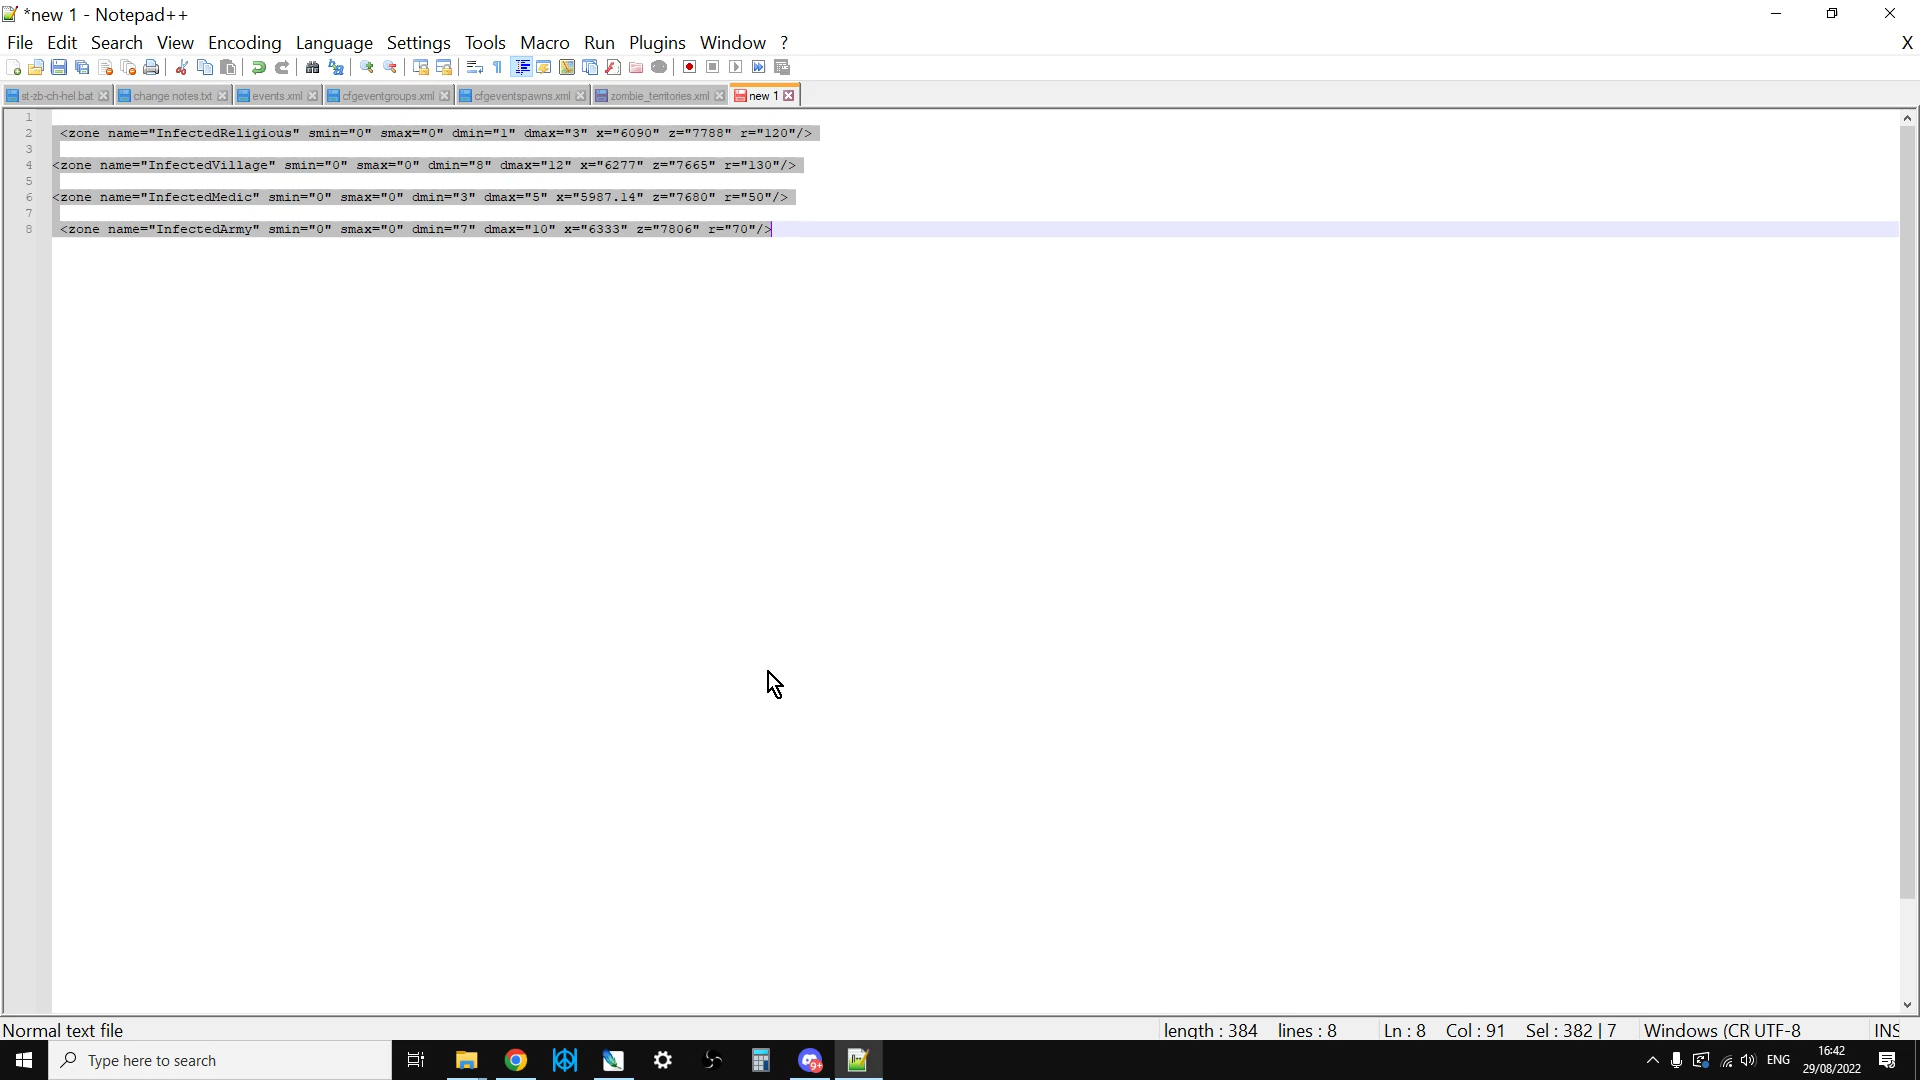 *new 1 - Notepad++
File Edit Search View Encoding Language Settings Tools Macro Run Plugins Window ? X
st-zb-ch-hel.bat change notes.txt events.xml cfgeventgroups.xml cfgeventspawns.xml zombie_territories.xml new 1
1
2 <zone name="InfectedReligious" smin="0" smax="0" dmin="1" dmax="3" x="6090" z="7788" r="120"/>
3
4 <zone name="InfectedVillage" smin="0" smax="0" dmin="8" dmax="12" x="6277" z="7665" r="130"/>
5
6 <zone name="InfectedMedic" smin="0" smax="0" dmin="3" dmax="5" x="5987.14" z="7680" r="50"/>
7
8 <zone name="InfectedArmy" smin="0" smax="0" dmin="7" dmax="10" x="6333" z="7806" r="70"/>
Normal text file length : 384 lines : 8 Ln : 8 Col : 91 Sel : 382 | 7 Windows (CR UTF-8 INS
Type here to search 9+ ENG 16:42
29/08/2022